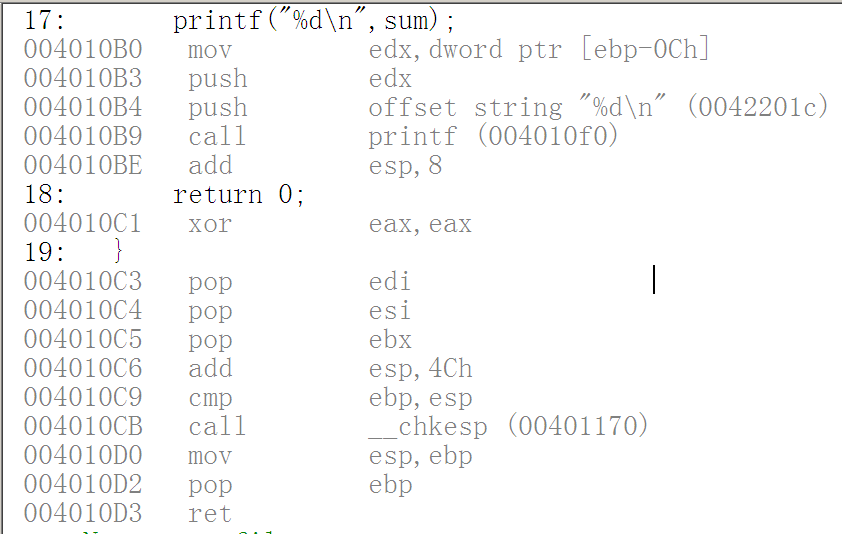 17: printf("%d\n",sum);
004010B0 mov edx,dword ptr [ebp-0Ch]
004010B3 push edx
004010B4 push offset string "%d\n" (0042201c)
004010B9 call printf (004010f0)
004010BE add esp,8
18: return 0;
004010C1 xor eax,eax
19: }
004010C3 pop edi
004010C4 pop esi
004010C5 pop ebx
004010C6 add esp,4Ch
004010C9 cmp ebp,esp
004010CB call __chkesp (00401170)
004010D0 mov esp,ebp
004010D2 pop ebp
004010D3 ret